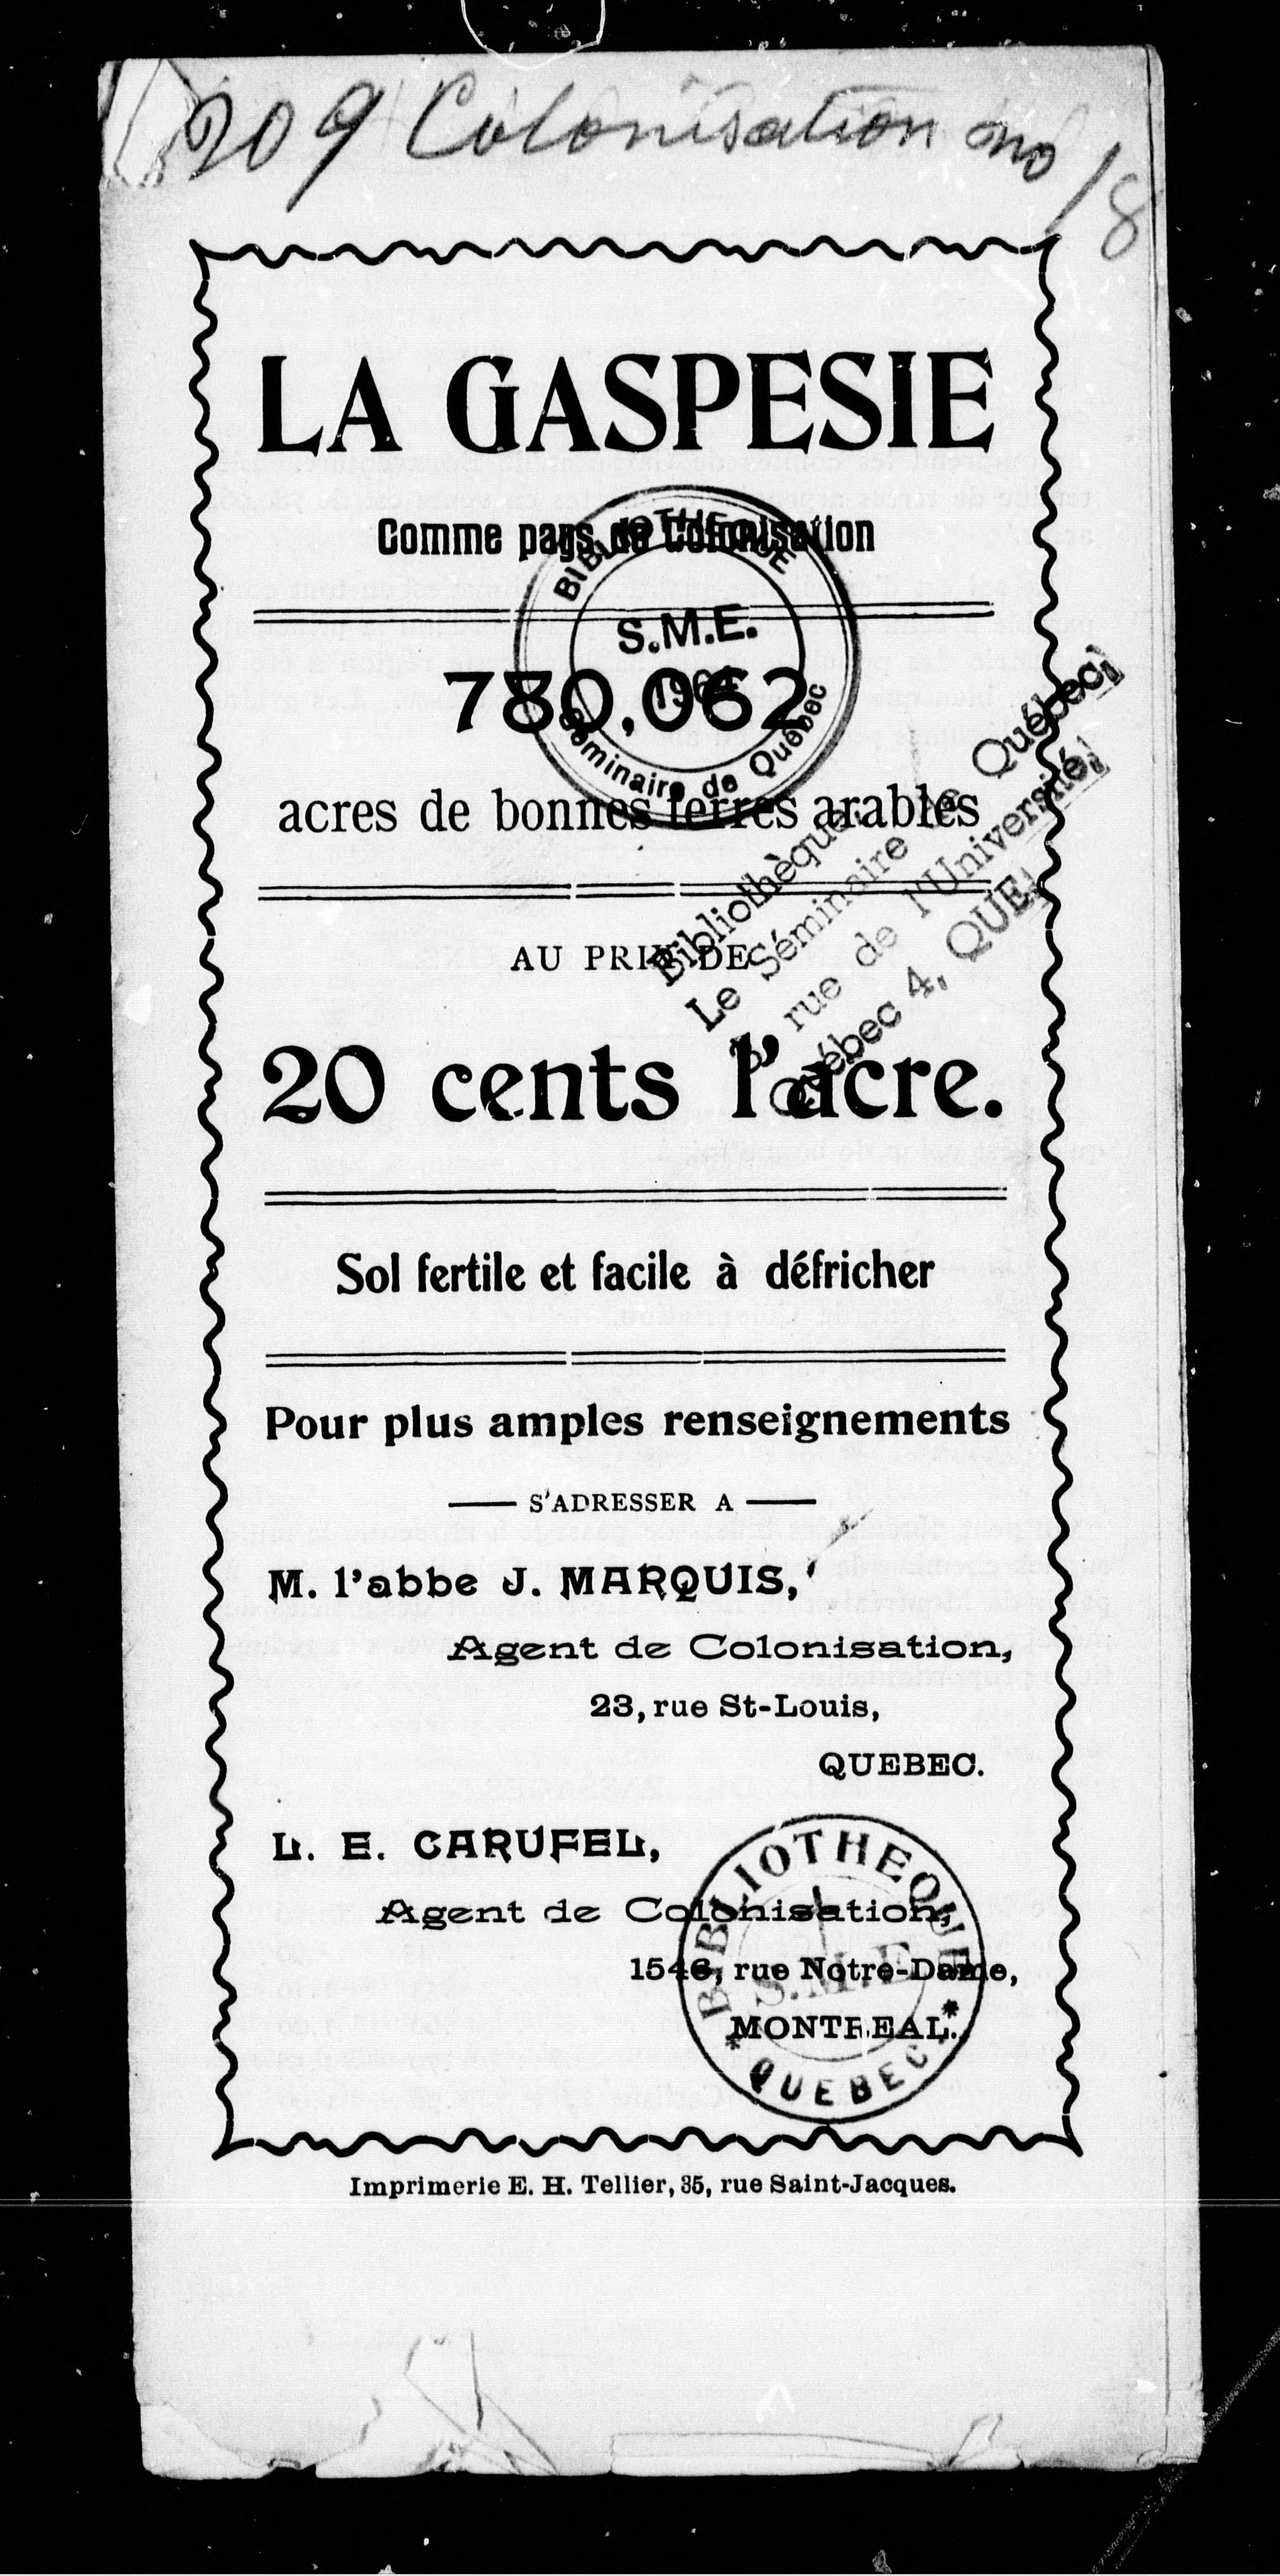 209 Colonisation no 18
LA GASPESIE
Comme pays de Colonisation
BIBLIOTHEQUE
S.M.E.
1964
Séminaire de Québec
780,062
acres de bonnes terres arables
Bibliothèque,
Le Séminaire de Québec,
rue de l'Université,
Québec 4, QUE.
AU PRIX DE
20 cents l'acre.
Sol fertile et facile à défricher
Pour plus amples renseignements
S'ADRESSER A
M. l'abbe J. MARQUIS,
Agent de Colonisation,
23, rue St-Louis,
QUEBEC.
L. E. CARUFEL,
Agent de Colonisation,
1546, rue Notre-Dame,
MONTREAL.
BIBLIOTHEQUE
S.M.E
* QUEBEC *
Imprimerie E. H. Tellier, 35, rue Saint-Jacques.